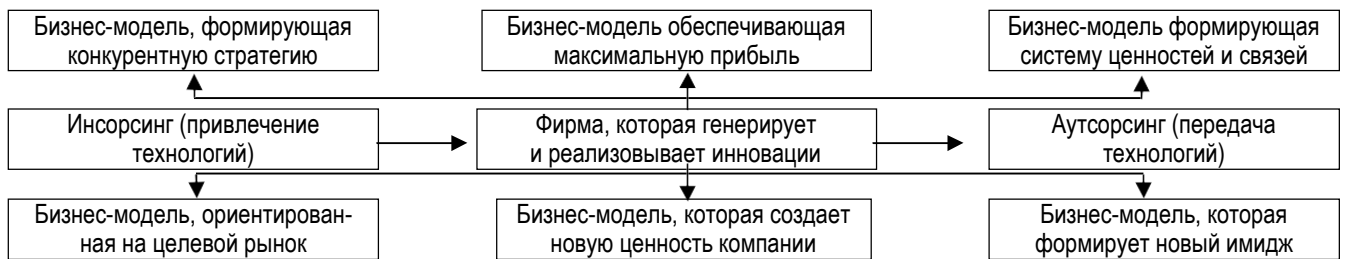 Бизнес-модель, формирующая
конкурентную стратегию
Бизнес-модель обеспечивающая
максимальную прибыль
Бизнес-модель формирующая
систему ценностей и связей
Инсорсинг (привлечение
технологий)
Фирма, которая генерирует
и реализовывает инновации
Аутсорсинг (передача
технологий)
Бизнес-модель, ориентирован-
ная на целевой рынок
Бизнес-модель, которая создает
новую ценность компании
Бизнес-модель, которая
формирует новый имидж